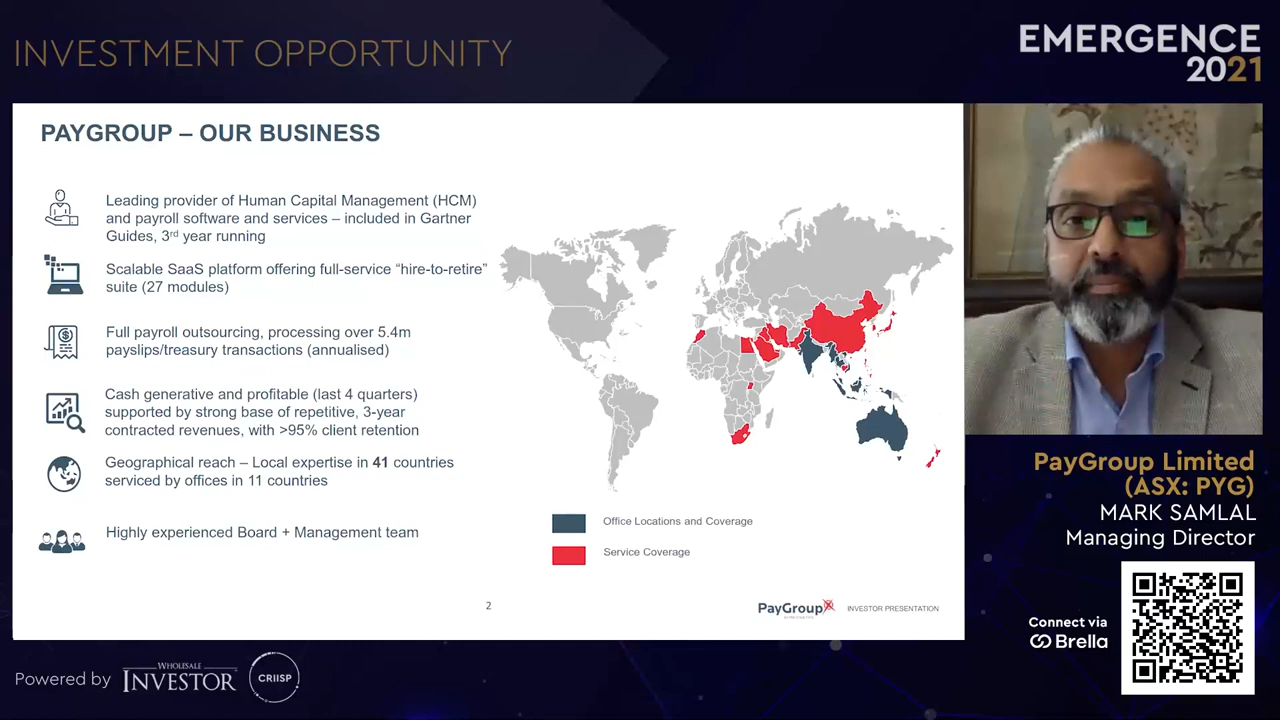 INVESTMENT OPPORTUNITY
EMERGENCE
2021
PAYGROUP – OUR BUSINESS
Leading provider of Human Capital Management (HCM)
and payroll software and services – included in Gartner
Guides, 3rd year running
Scalable SaaS platform offering full-service “hire-to-retire”
suite (27 modules)
Full payroll outsourcing, processing over 5.4m
payslips/treasury transactions (annualised)
Cash generative and profitable (last 4 quarters)
supported by strong base of repetitive, 3-year
contracted revenues, with >95% client retention
Geographical reach – Local expertise in 41 countries
serviced by offices in 11 countries
Highly experienced Board + Management team
Office Locations and Coverage
Service Coverage
2
PayGroup
INVESTOR PRESENTATION
PayGroup Limited
(ASX: PYG)
MARK SAMLAL
Managing Director
Connect via
Brella
Powered by
WHOLESALE
INVESTOR
CRIISP